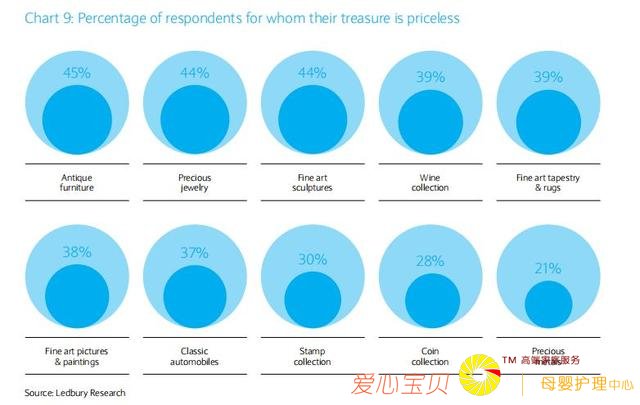 Chart 9: Percentage of respondents for whom their treasure is priceless
45%
44%
44%
39%
39%
Antique
furniture
Precious
jewelry
Fine art
sculptures
Wine
collection
Fine art tapestry
& rugs
38%
37%
30%
28%
21%
Fine art pictures
& paintings
Classic
automobiles
Stamp
collection
Coin
collection
Precious
metals
Source: Ledbury Research
爱心宝贝
TM 高端家庭服务
母婴护理中心